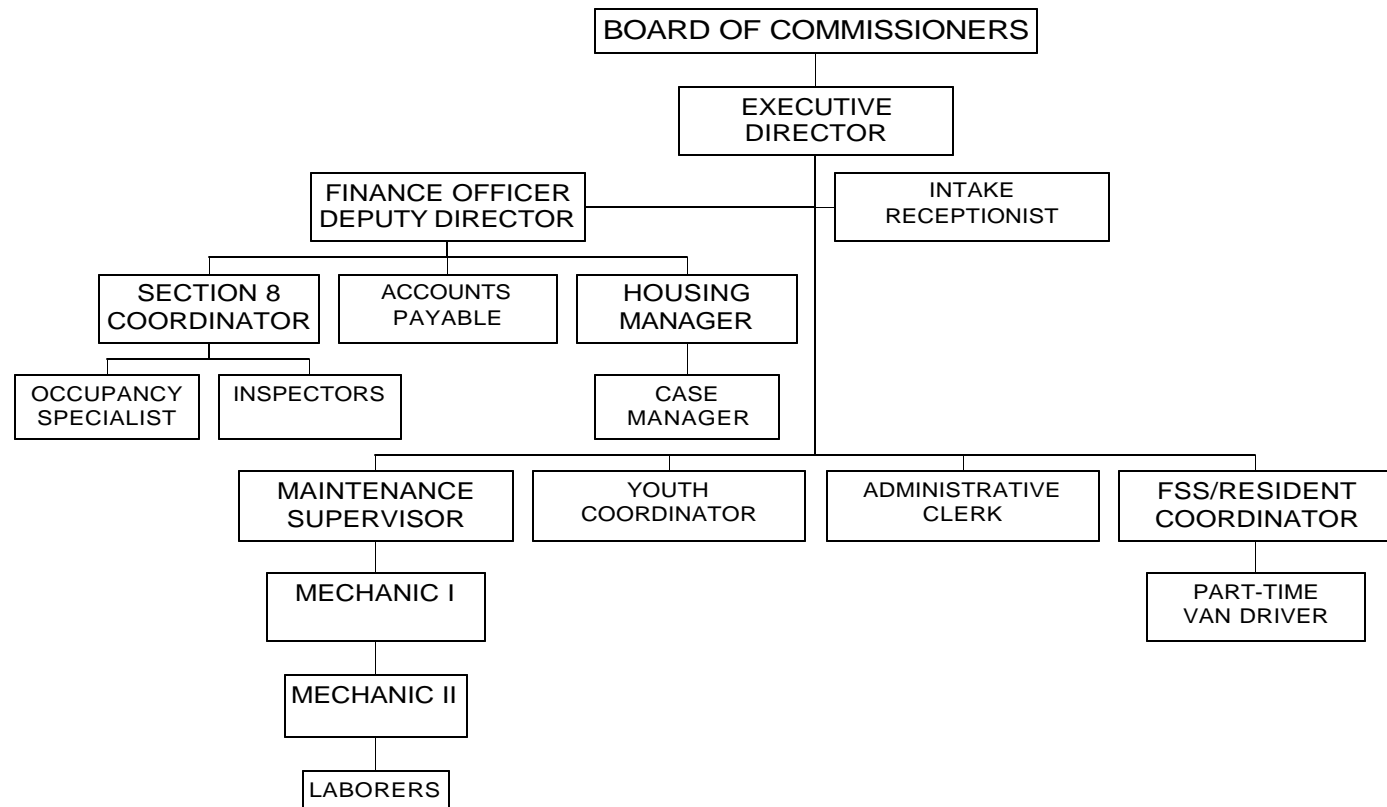 BOARD OF COMMISSIONERS
EXECUTIVE
DIRECTOR
FINANCE OFFICER
DEPUTY DIRECTOR
INTAKE
RECEPTIONIST
SECTION 8
COORDINATOR
ACCOUNTS
PAYABLE
HOUSING
MANAGER
OCCUPANCY
SPECIALIST
INSPECTORS
CASE
MANAGER
MAINTENANCE
SUPERVISOR
YOUTH
COORDINATOR
ADMINISTRATIVE
CLERK
FSS/RESIDENT
COORDINATOR
MECHANIC I
PART-TIME
VAN DRIVER
MECHANIC II
LABORERS